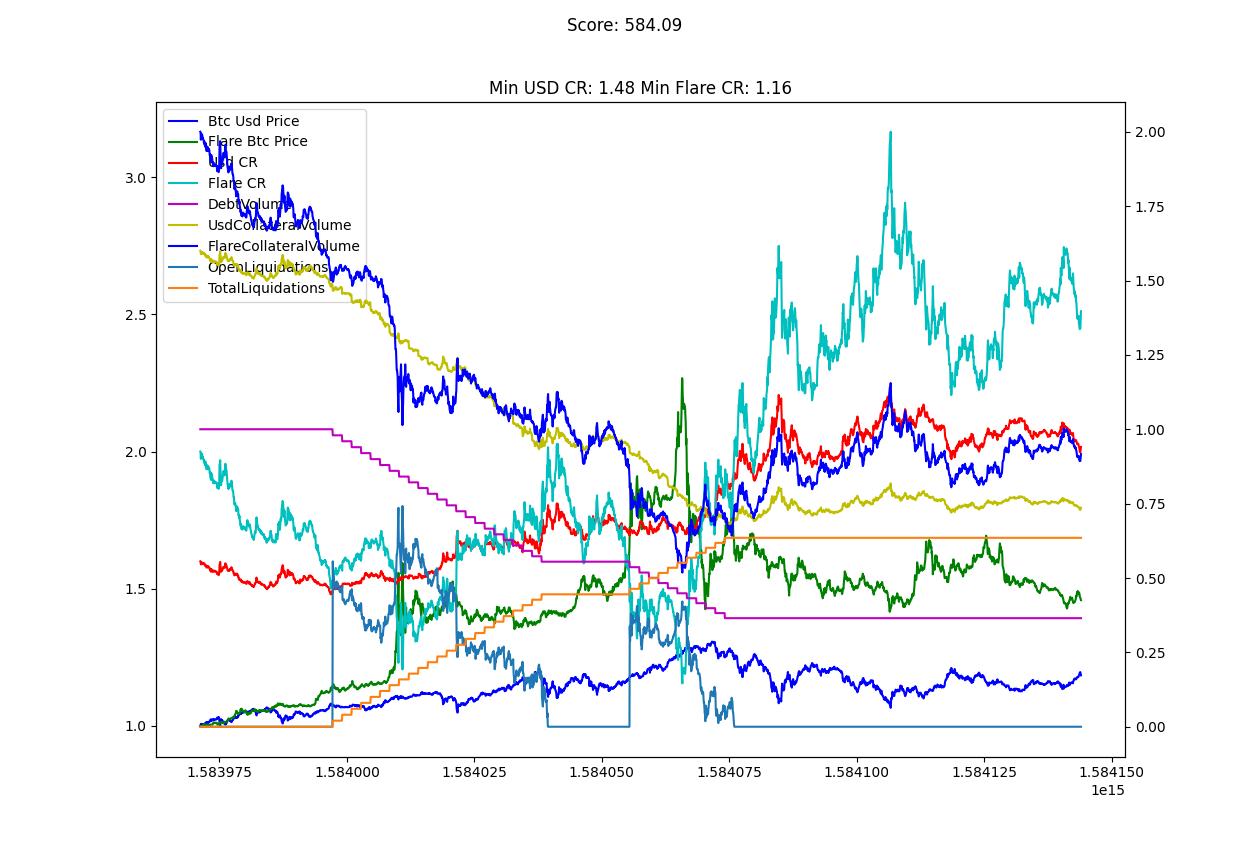 Score: 584.09
Min USD CR: 1.48 Min Flare CR: 1.16
Btc Usd Price
Flare Btc Price
Usd CR
Flare CR
DebtVolume
UsdCollateralVolume
FlareCollateralVolume
OpenLiquidations
TotalLiquidations
3.0
2.5
2.0
1.5
1.0
2.00
1.75
1.50
1.25
1.00
0.75
0.50
0.25
0.00
1.583975 1.584000 1.584025 1.584050 1.584075 1.584100 1.584125 1.584150
1e15